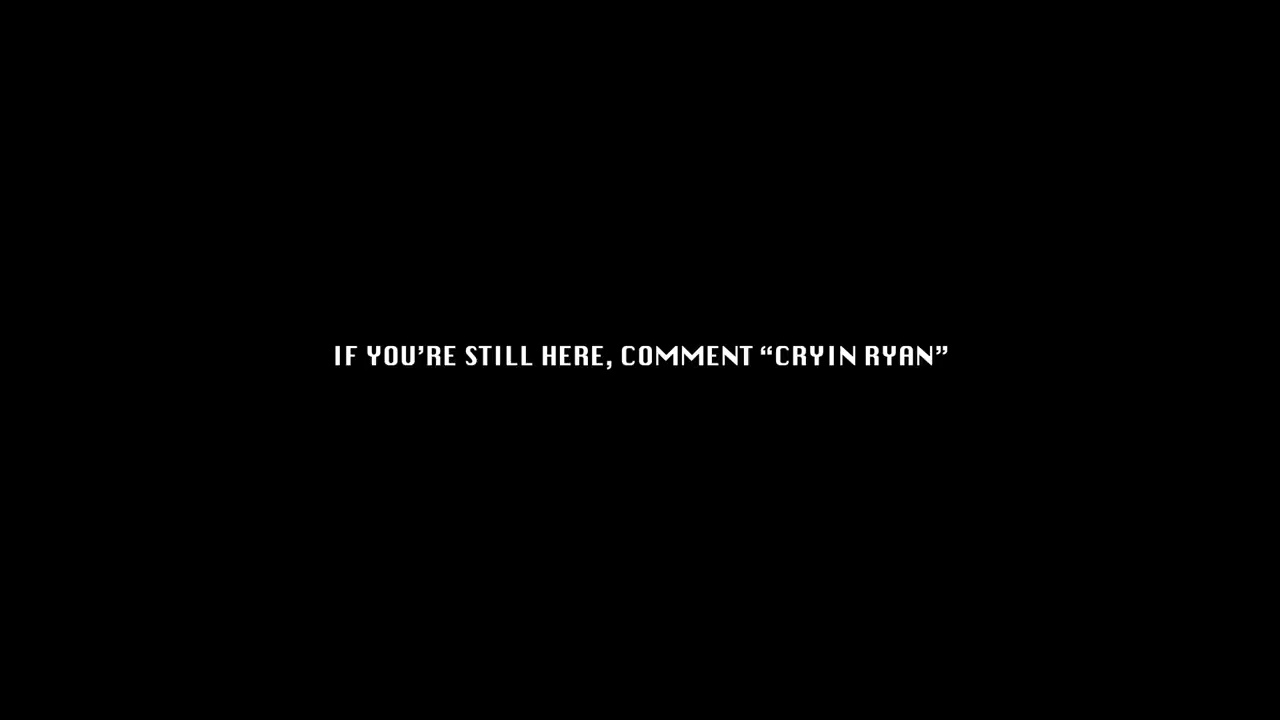 IF YOU’RE STILL HERE, COMMENT “CRYIN RYAN”